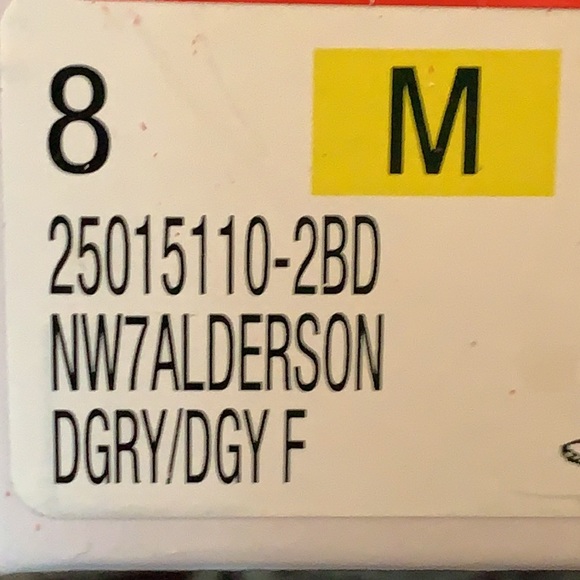 8 M
25015110-2BD
NW7ALDERSON
DGRY/DGY F